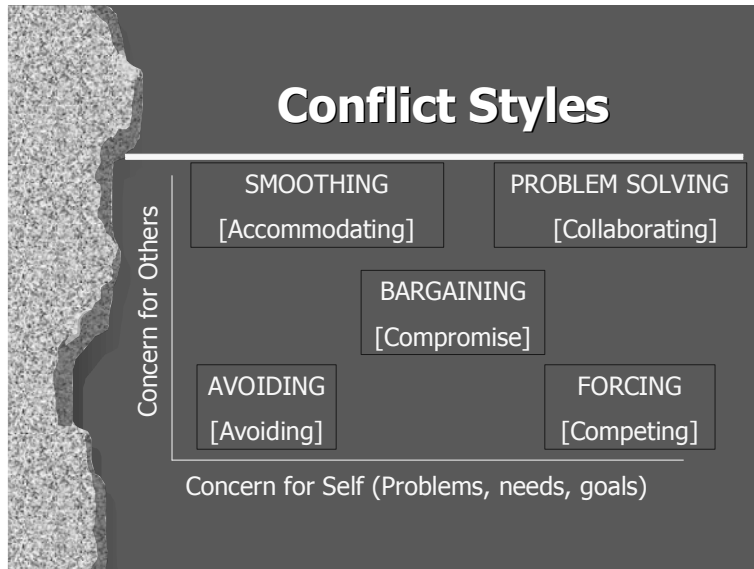 Conflict Styles
SMOOTHING
[Accommodating]
PROBLEM SOLVING
[Collaborating]
Concern for Others
BARGAINING
[Compromise]
AVOIDING
[Avoiding]
FORCING
[Competing]
Concern for Self (Problems, needs, goals)